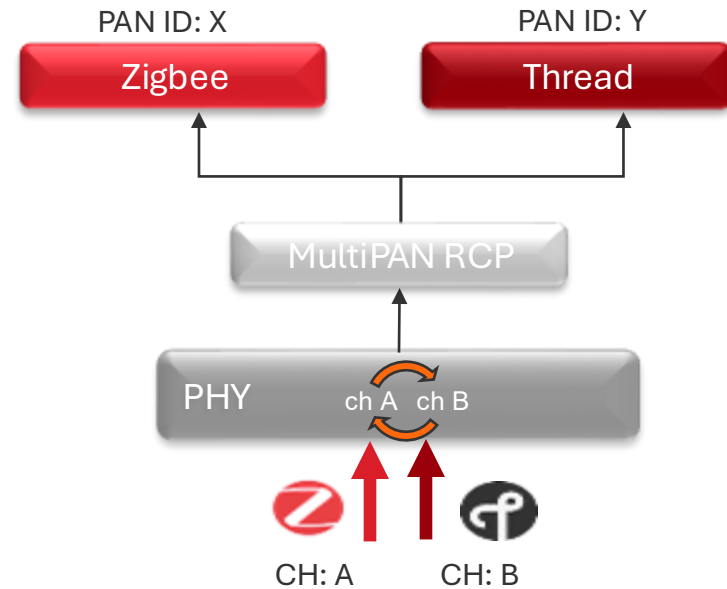 PAN ID: X
PAN ID: Y
Zigbee
Thread
MultiPAN RCP
PHY
ch A
ch B
CH: A
CH: B